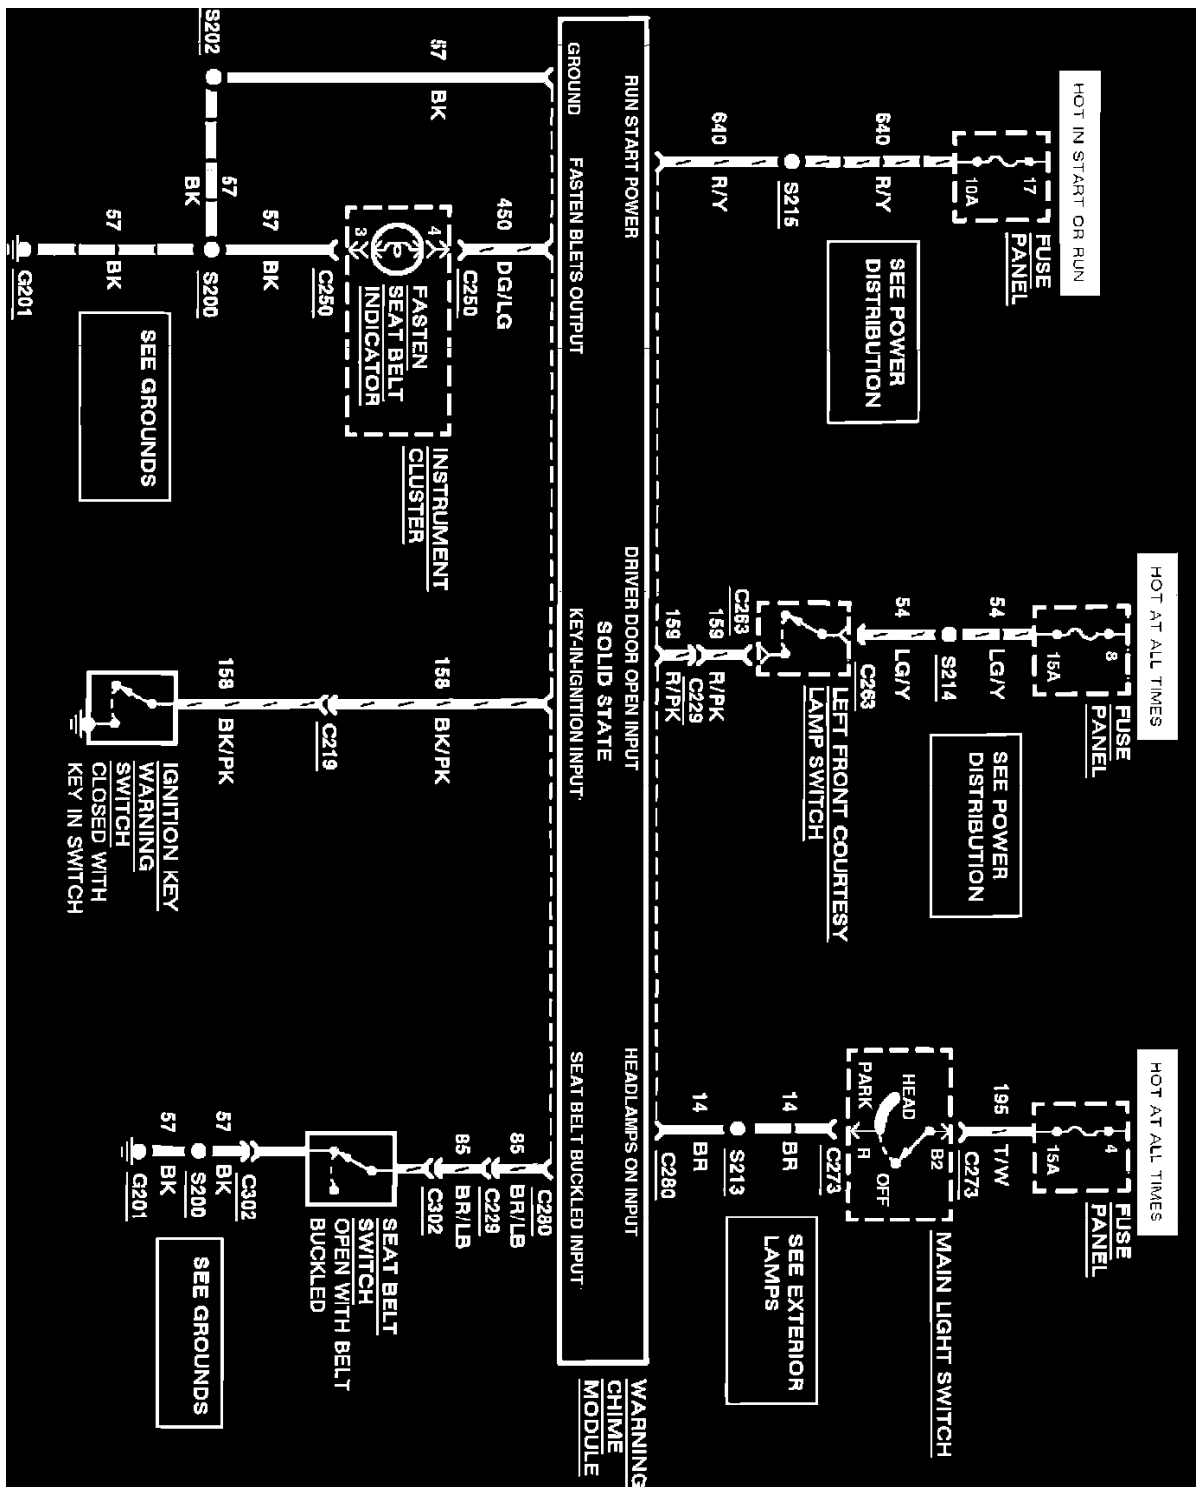 HOT IN START OR RUN
17
10A
FUSE
PANEL
640
R/Y
S215
SEE POWER
DISTRIBUTION
640
R/Y
HOT AT ALL TIMES
8
15A
FUSE
PANEL
54
LG/Y
S214
SEE POWER
DISTRIBUTION
54
LG/Y
C263
LEFT FRONT COURTESY
LAMP SWITCH
C263
159
R/PK
C229
159
R/PK
HOT AT ALL TIMES
4
15A
FUSE
PANEL
195
T/W
C273
B2
HEAD
PARK
OFF
R
MAIN LIGHT SWITCH
C273
14
BR
S213
SEE EXTERIOR
LAMPS
14
BR
C280
RUN START POWER
DRIVER DOOR OPEN INPUT
HEADLAMPS ON INPUT
SOLID STATE
GROUND
FASTEN BLETS OUTPUT
KEY-IN-IGNITION INPUT
SEAT BELT BUCKLED INPUT
WARNING
CHIME
MODULE
57
BK
S202
57
BK
450
DG/LG
C250
4
3
FASTEN
SEAT BELT
INDICATOR
INSTRUMENT
CLUSTER
C250
57
BK
S200
57
BK
G201
SEE GROUNDS
158
BK/PK
C219
158
BK/PK
IGNITION KEY
WARNING
SWITCH
CLOSED WITH
KEY IN SWITCH
C280
85
BR/LB
C229
85
BR/LB
C302
SEAT BELT
SWITCH
OPEN WITH BELT
BUCKLED
C302
57
BK
S200
57
BK
G201
SEE GROUNDS